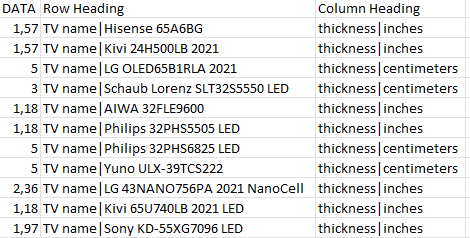 DATA Row Heading Column Heading
1,57 TV name|Hisense 65A6BG thickness|inches
1,57 TV name|Kivi 24H500LB 2021 thickness|inches
5 TV name|LG OLED65B1RLA 2021 thickness|centimeters
3 TV name|Schaub Lorenz SLT32S5550 LED thickness|centimeters
1,18 TV name|AIWA 32FLE9600 thickness|inches
1,18 TV name|Philips 32PHS5505 LED thickness|inches
5 TV name|Philips 32PHS6825 LED thickness|centimeters
5 TV name|Yuno ULX-39TCS222 thickness|centimeters
2,36 TV name|LG 43NANO756PA 2021 NanoCell thickness|inches
1,18 TV name|Kivi 65U740LB 2021 LED thickness|inches
1,97 TV name|Sony KD-55XG7096 LED thickness|inches